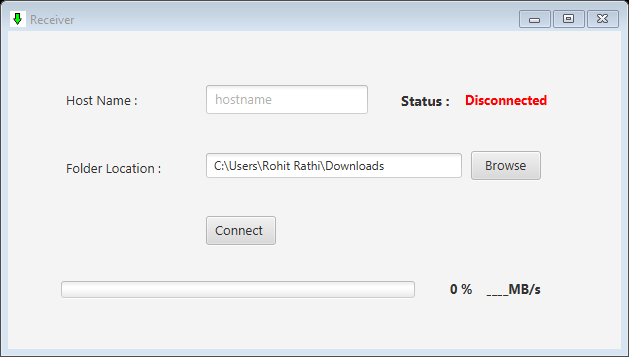 Receiver
Host Name :
hostname
Status :
Disconnected
Folder Location :
C:\Users\Rohit Rathi\Downloads
Browse
Connect
0 %
____MB/s